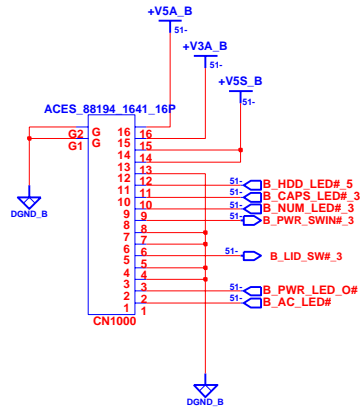 +V5A_B
51-
+V3A_B
51-
+V5S_B
51-
ACES_88194_1641_16P
G2 G 16 16
G1 G 15 15
14 14
13 13
12 12 51- B_HDD_LED#_5
11 11 51- B_CAPS_LED#_3
10 10 51- B_NUM_LED#_3
9 9 51- B_PWR_SWIN#_3
8 8
7 7
6 6 51- B_LID_SW#_3
5 5
4 4
3 3 51- B_PWR_LED_O#
2 2 51- B_AC_LED#
1 1
CN1000
DGND_B
DGND_B